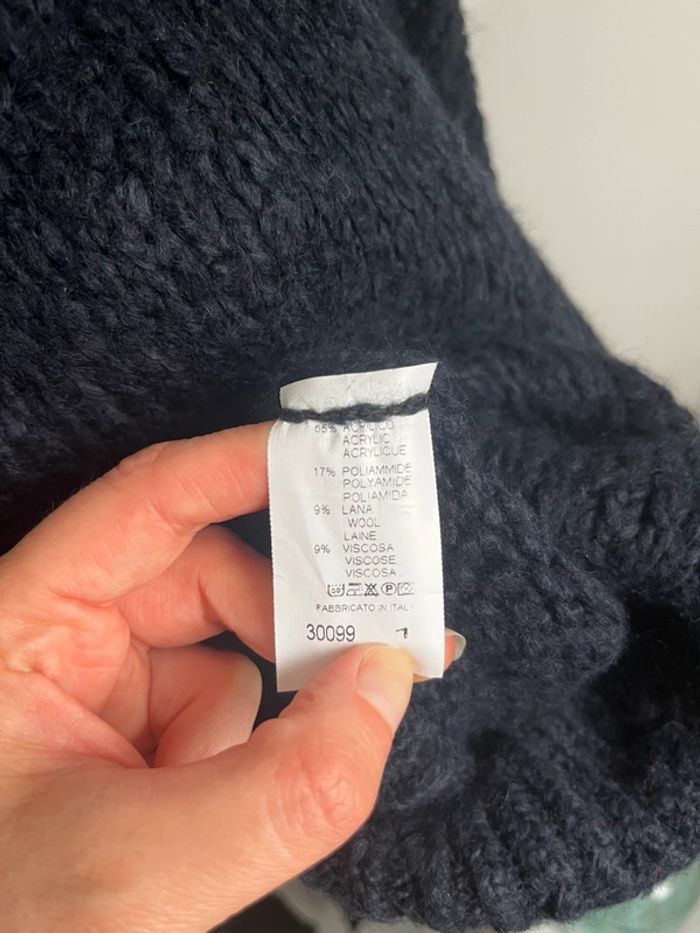 65% ACRILICO
ACRYLIC
ACRYLIQUE
17% POLIAMMIDE
POLYAMIDE
POLIAMIDA
9% LANA
WOOL
LAINE
9% VISCOSA
VISCOSE
VISCOSA
FABBRICATO IN ITALY
30099